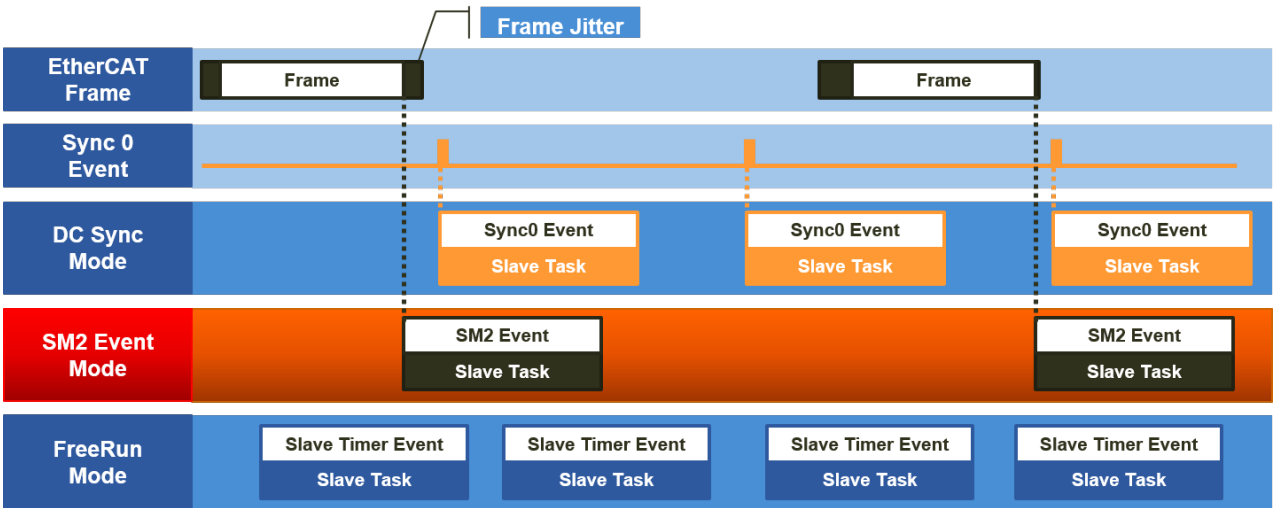 Frame Jitter
EtherCAT
Frame
Frame
Frame
Sync 0
Event
DC Sync
Mode
Sync0 Event
Slave Task
Sync0 Event
Slave Task
Sync0 Event
Slave Task
SM2 Event
Mode
SM2 Event
Slave Task
SM2 Event
Slave Task
FreeRun
Mode
Slave Timer Event
Slave Task
Slave Timer Event
Slave Task
Slave Timer Event
Slave Task
Slave Timer Event
Slave Task